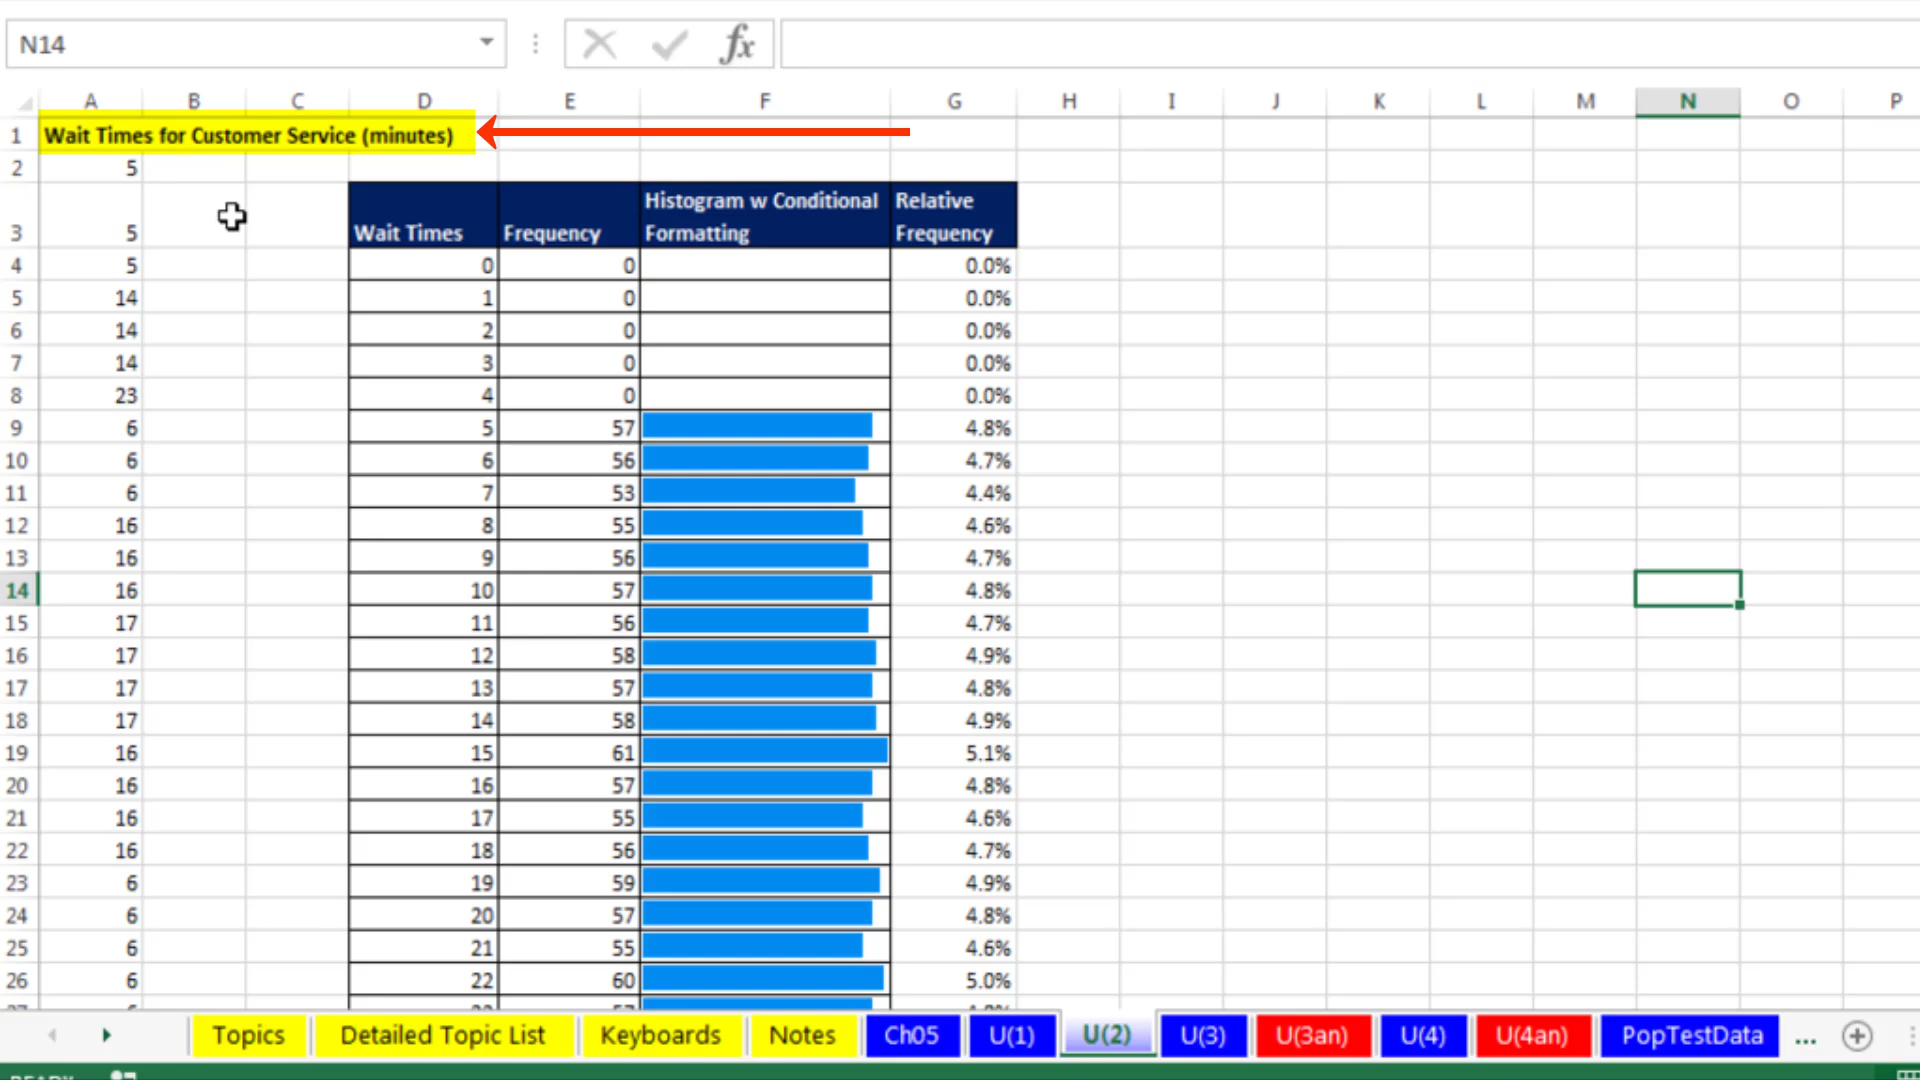 N14
fx
A B C D E F G H I J K L M N O P
1 Wait Times for Customer Service (minutes)
2 5
Histogram w Conditional Relative
3 5 Wait Times Frequency Formatting Frequency
4 5 0 0 0.0%
5 14 1 0 0.0%
6 14 2 0 0.0%
7 14 3 0 0.0%
8 23 4 0 0.0%
9 6 5 57 4.8%
10 6 6 56 4.7%
11 6 7 53 4.4%
12 16 8 55 4.6%
13 16 9 56 4.7%
14 16 10 57 4.8%
15 17 11 56 4.7%
16 17 12 58 4.9%
17 17 13 57 4.8%
18 17 14 58 4.9%
19 16 15 61 5.1%
20 16 16 57 4.8%
21 16 17 55 4.6%
22 16 18 56 4.7%
23 6 19 59 4.9%
24 6 20 57 4.8%
25 6 21 55 4.6%
26 6 22 60 5.0%
Topics Detailed Topic List Keyboards Notes Ch05 U(1) U(2) U(3) U(3an) U(4) U(4an) PopTestData ...